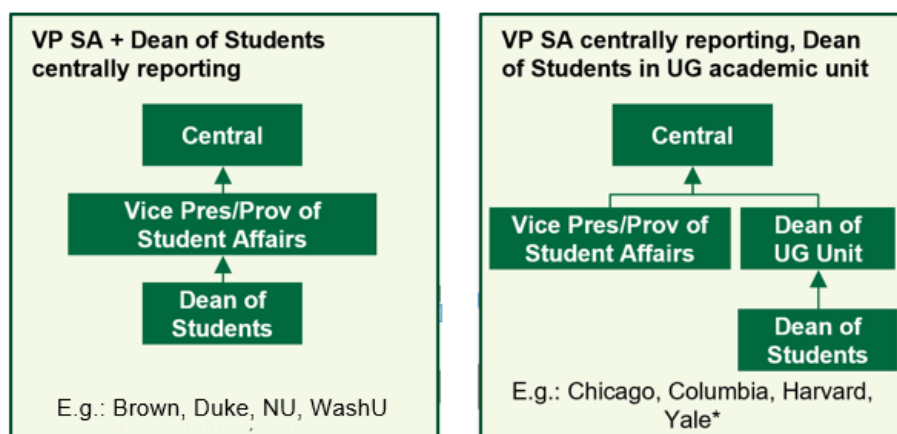 VP SA + Dean of Students
centrally reporting
Central
Vice Pres/Prov of
Student Affairs
Dean of
Students
E.g.: Brown, Duke, NU, WashU
VP SA centrally reporting, Dean
of Students in UG academic unit
Central
Vice Pres/Prov of
Student Affairs
Dean of
UG Unit
Dean of
Students
E.g.: Chicago, Columbia, Harvard,
Yale*